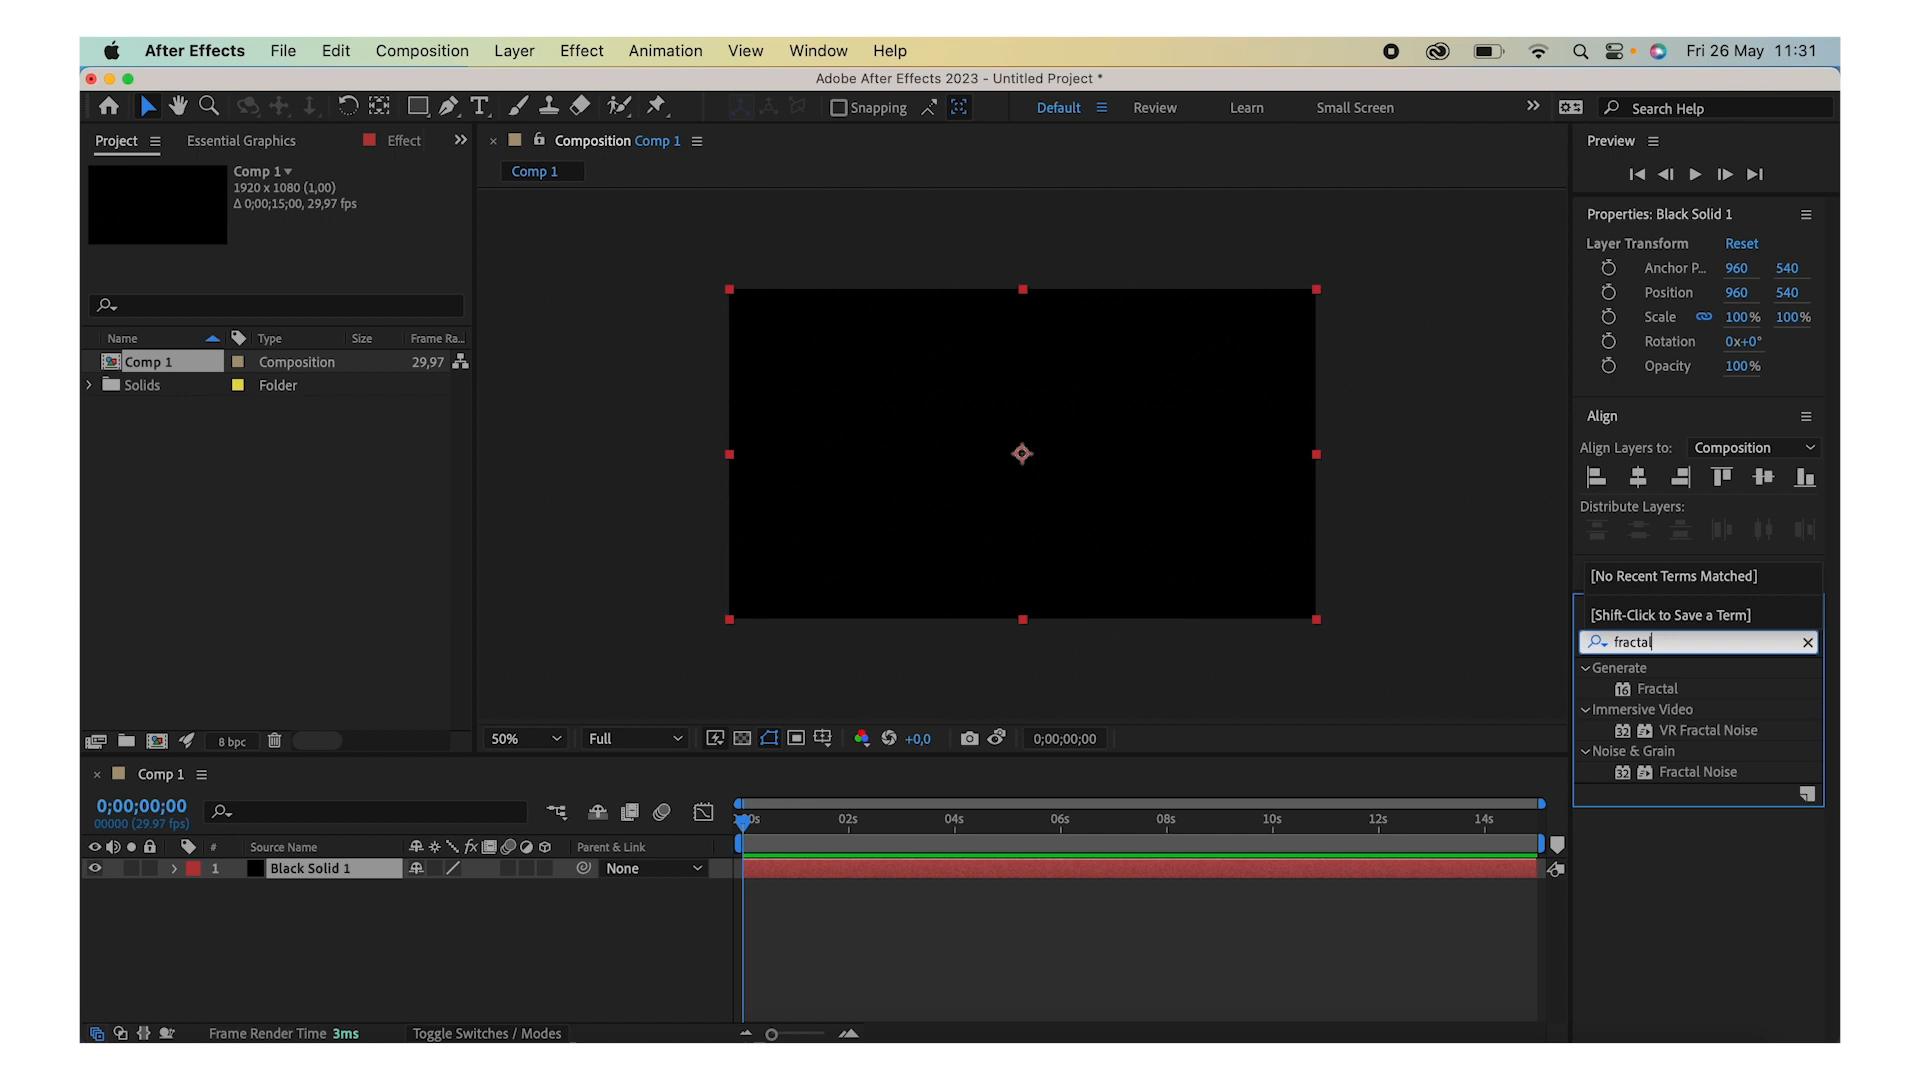 After Effects File Edit Composition Layer Effect Animation View Window Help Fri 26 May 11:31
Adobe After Effects 2023 - Untitled Project *
Snapping Default Review Learn Small Screen Search Help
Project Essential Graphics Effect
Composition Comp 1
Preview
Comp 1
1920 x 1080 (1,00)
Δ 0;00;15;00, 29,97 fps
Comp 1
Properties: Black Solid 1
Layer Transform Reset
Anchor P... 960 540
Position 960 540
Scale 100% 100%
Rotation 0x+0°
Opacity 100%
Name Type Size Frame Ra...
Comp 1 Composition 29,97
Solids Folder
Align
Align Layers to: Composition
Distribute Layers:
[No Recent Terms Matched]
[Shift-Click to Save a Term]
fractal
Generate
16 Fractal
Immersive Video
32 VR Fractal Noise
Noise & Grain
32 Fractal Noise
8 bpc
50% Full +0,0 0;00;00;00
Comp 1
0;00;00;00
00000 (29.97 fps)
02s 04s 06s 08s 10s 12s 14s
# Source Name fx Parent & Link
1 Black Solid 1 None
Frame Render Time 3ms Toggle Switches / Modes